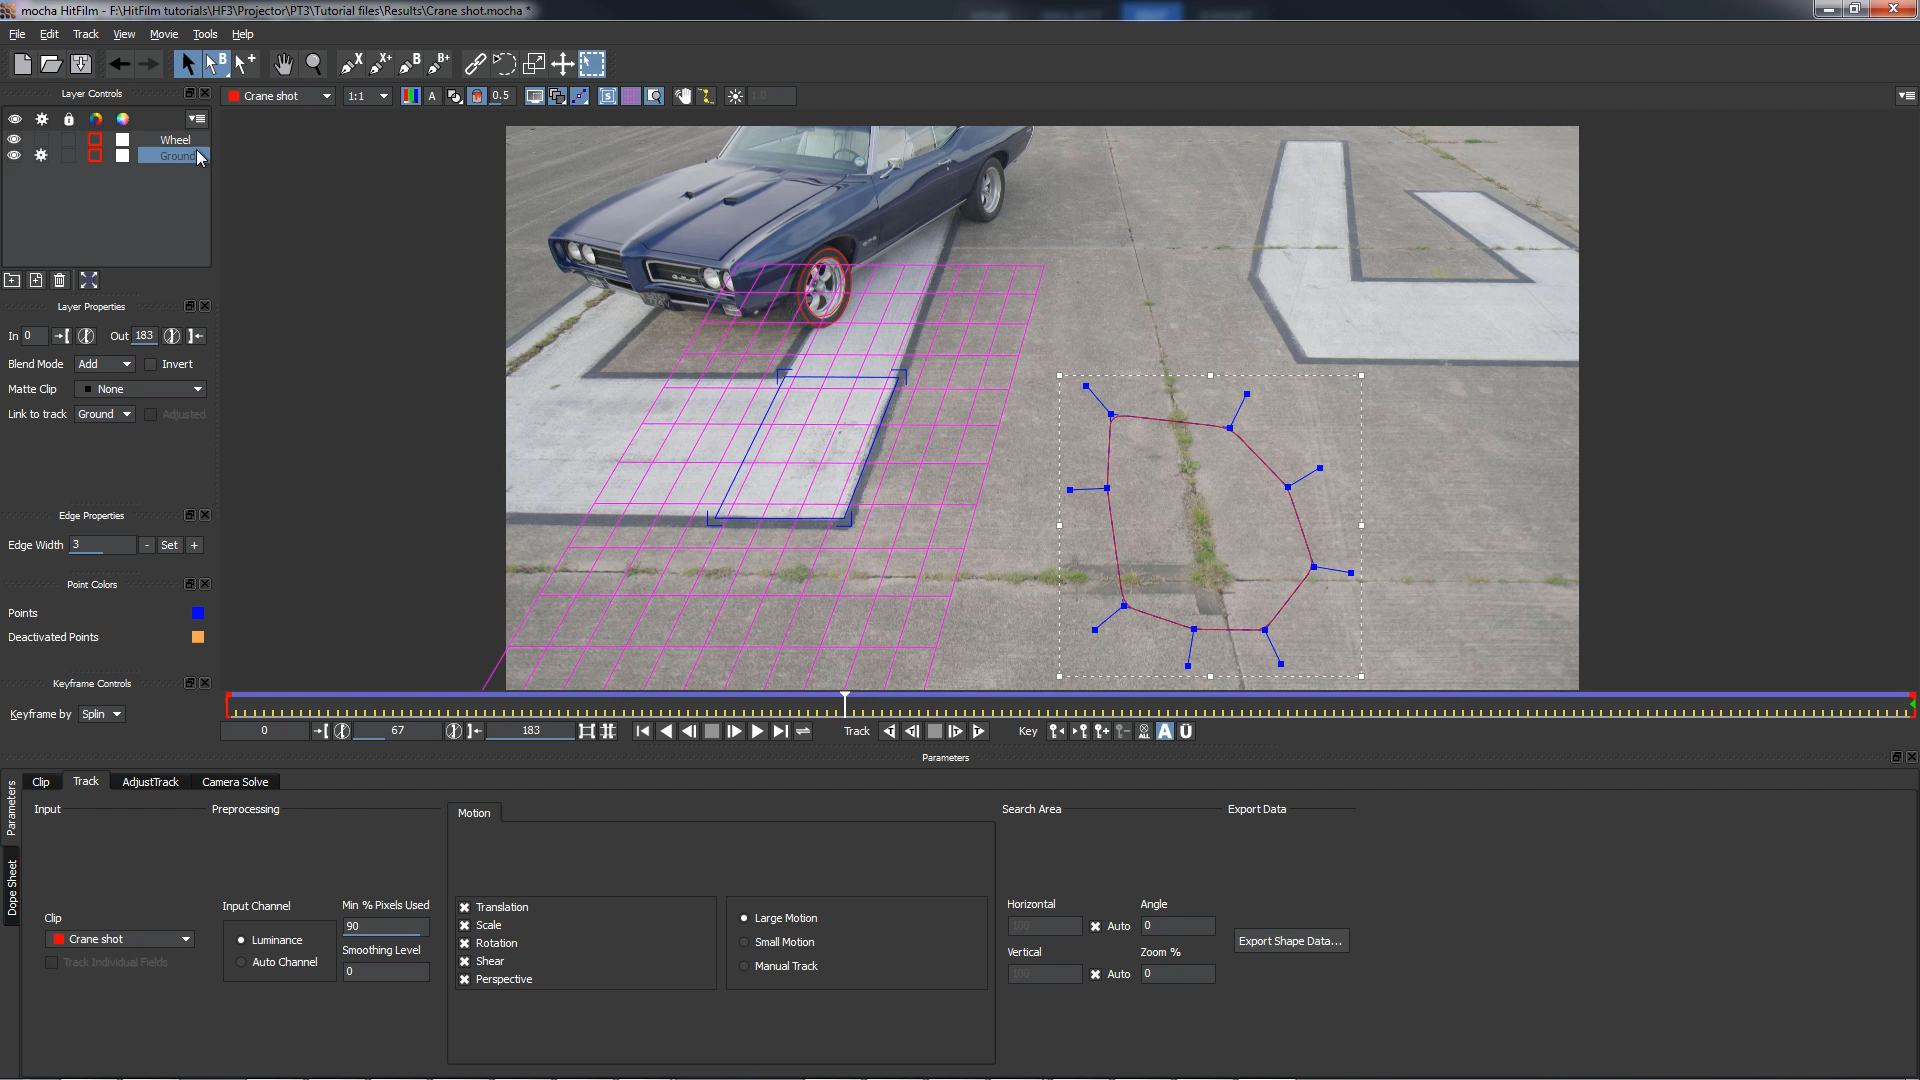 mocha HitFilm - F:\HitFilm tutorials\HF3\Projector\PT3\Tutorial files\Results\Crane shot.mocha *
File Edit Track View Movie Tools Help
Layer Controls
Crane shot 1:1 A 0.5 1.0
Wheel
Ground
Layer Properties
In 0 Out 183
Blend Mode Add Invert
Matte Clip None
Link to track Ground Adjusted
Edge Properties
Edge Width 3 - Set +
Point Colors
Points
Deactivated Points
Keyframe Controls
Keyframe by Splin
0 67 183 Track Key ALL A Ü
Parameters
Clip Track AdjustTrack Camera Solve
Parameters
Dope Sheet
Input
Preprocessing
Motion
Search Area
Export Data
Clip
Crane shot
Track Individual Fields
Input Channel
Luminance
Auto Channel
Min % Pixels Used
90
Smoothing Level
0
Translation
Scale
Rotation
Shear
Perspective
Large Motion
Small Motion
Manual Track
Horizontal
100 Auto
Vertical
100 Auto
Angle
0
Zoom %
0
Export Shape Data...